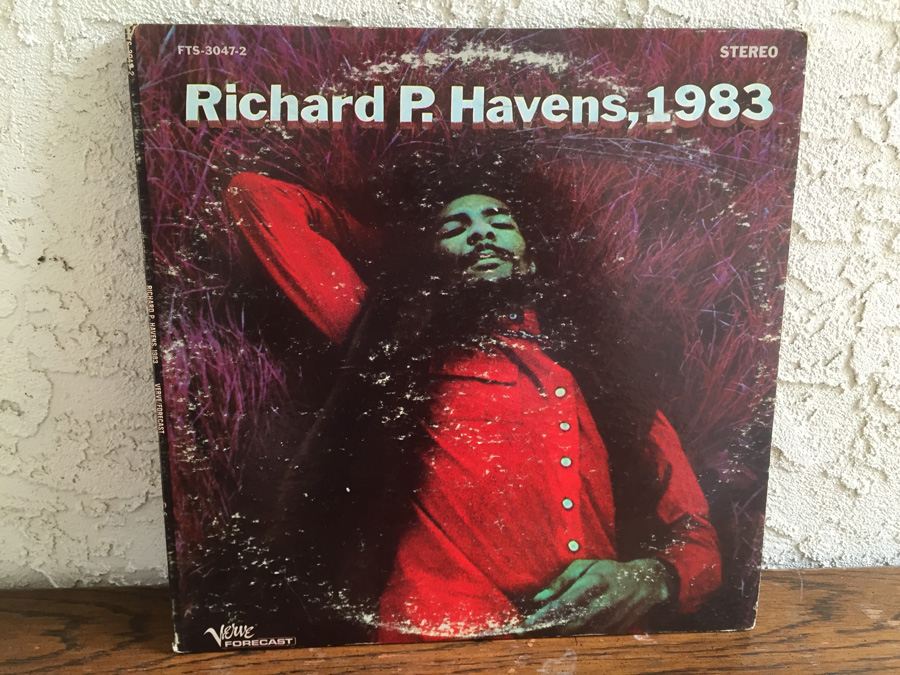 FTS-3047-2
STEREO
Richard P. Havens, 1983
RICHARD P. HAVENS, 1983 VERVE FORECAST
Verve
FORECAST